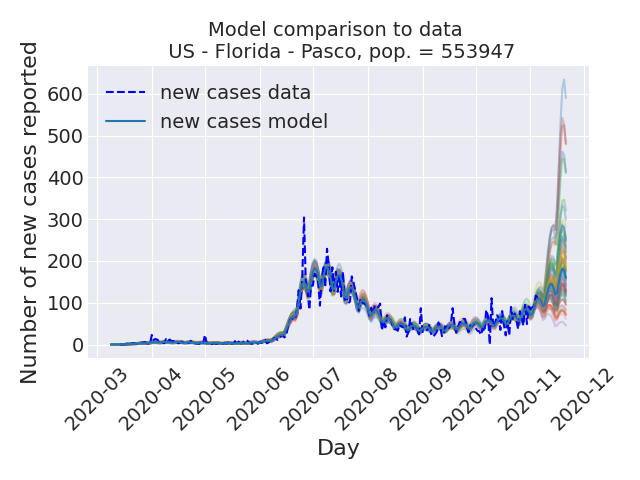 Model comparison to data
US - Florida - Pasco, pop. = 553947
Number of new cases reported
600
500
400
300
200
100
0
new cases data
new cases model
2020-03
2020-04
2020-05
2020-06
2020-07
2020-08
2020-09
2020-10
2020-11
2020-12
Day